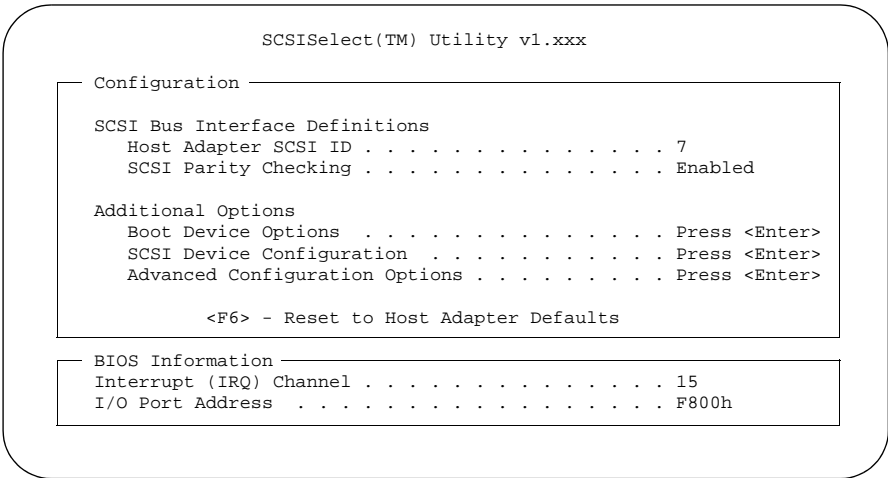 SCSISelect(TM) Utility v1.xxx
Configuration
SCSI Bus Interface Definitions
Host Adapter SCSI ID . . . . . . . . . . . . . . 7
SCSI Parity Checking . . . . . . . . . . . . . . Enabled
Additional Options
Boot Device Options . . . . . . . . . . . . . . Press <Enter>
SCSI Device Configuration . . . . . . . . . . . Press <Enter>
Advanced Configuration Options . . . . . . . . . Press <Enter>
<F6> - Reset to Host Adapter Defaults
BIOS Information
Interrupt (IRQ) Channel . . . . . . . . . . . . . . 15
I/O Port Address . . . . . . . . . . . . . . . . . F800h